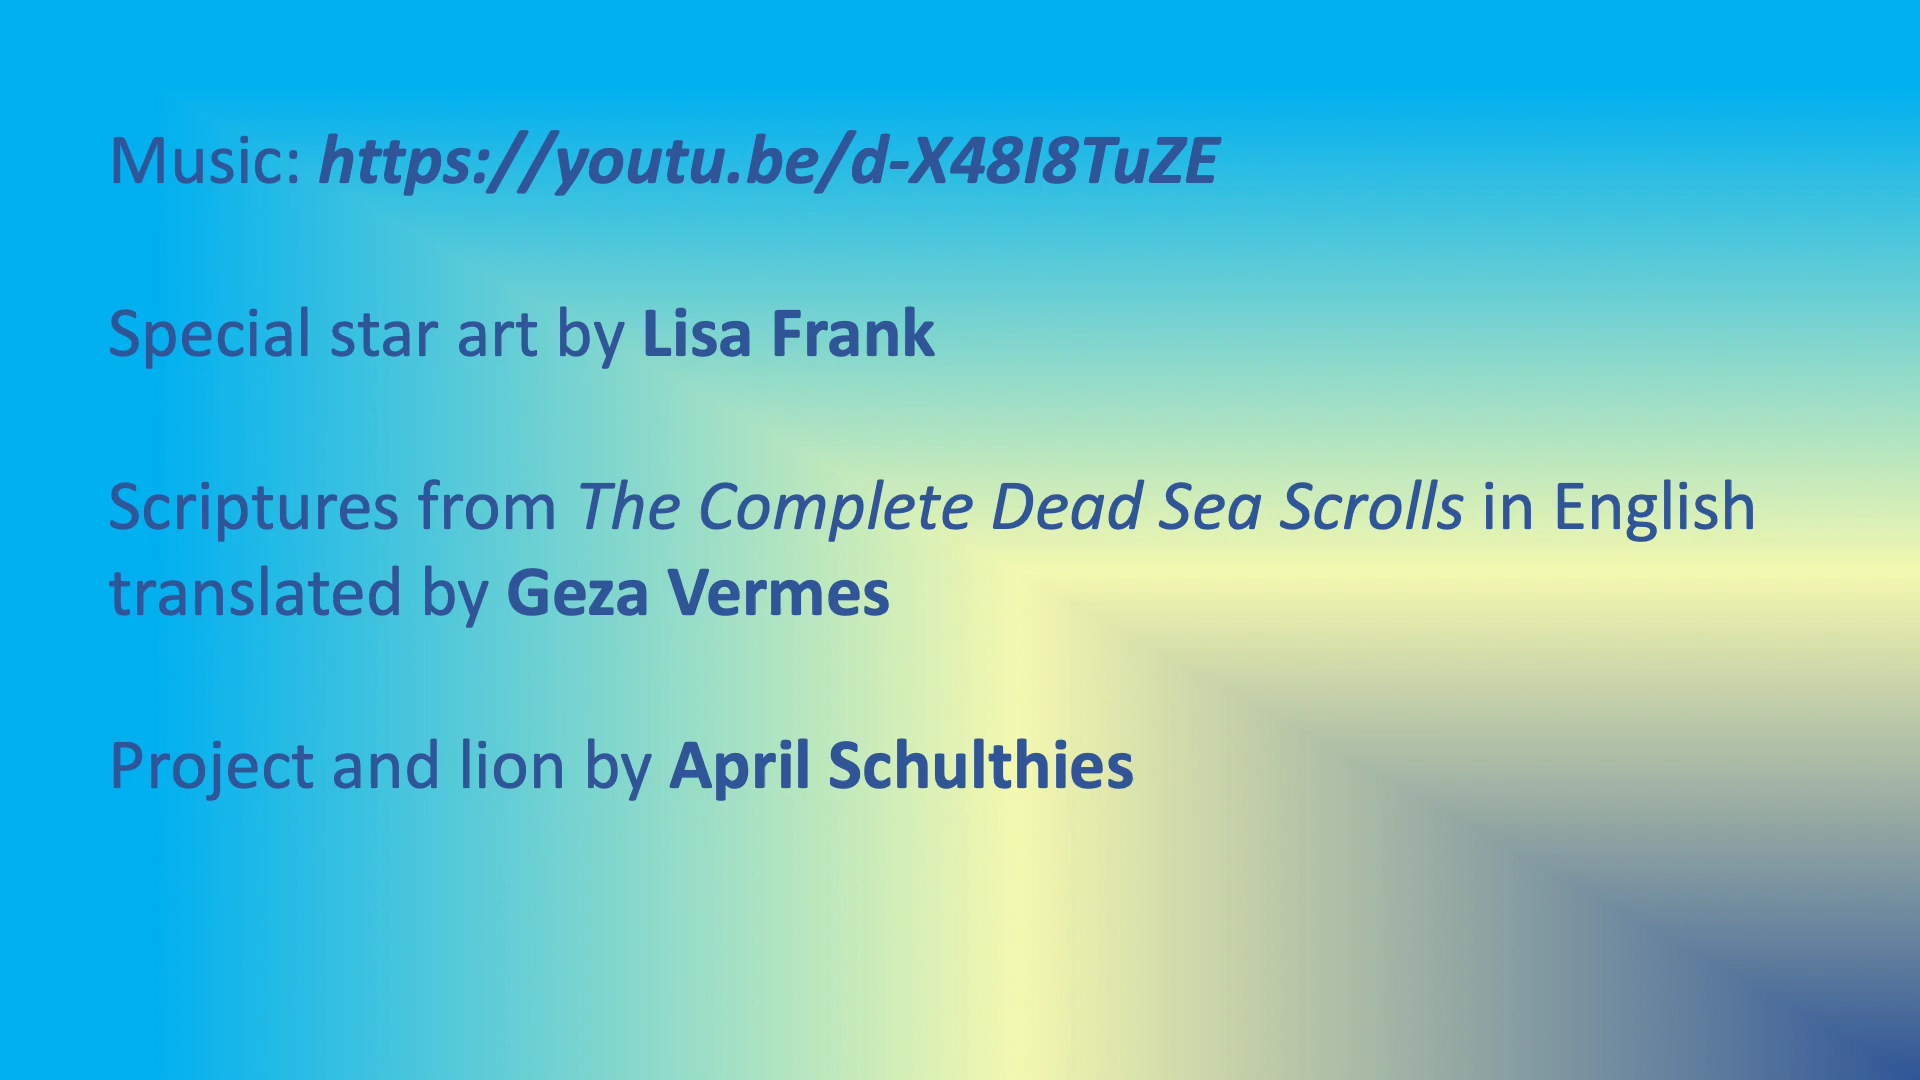 Music: https://youtu.be/d-X48I8TuZE
Special star art by Lisa Frank
Scriptures from The Complete Dead Sea Scrolls in English
translated by Geza Vermes
Project and lion by April Schulthies